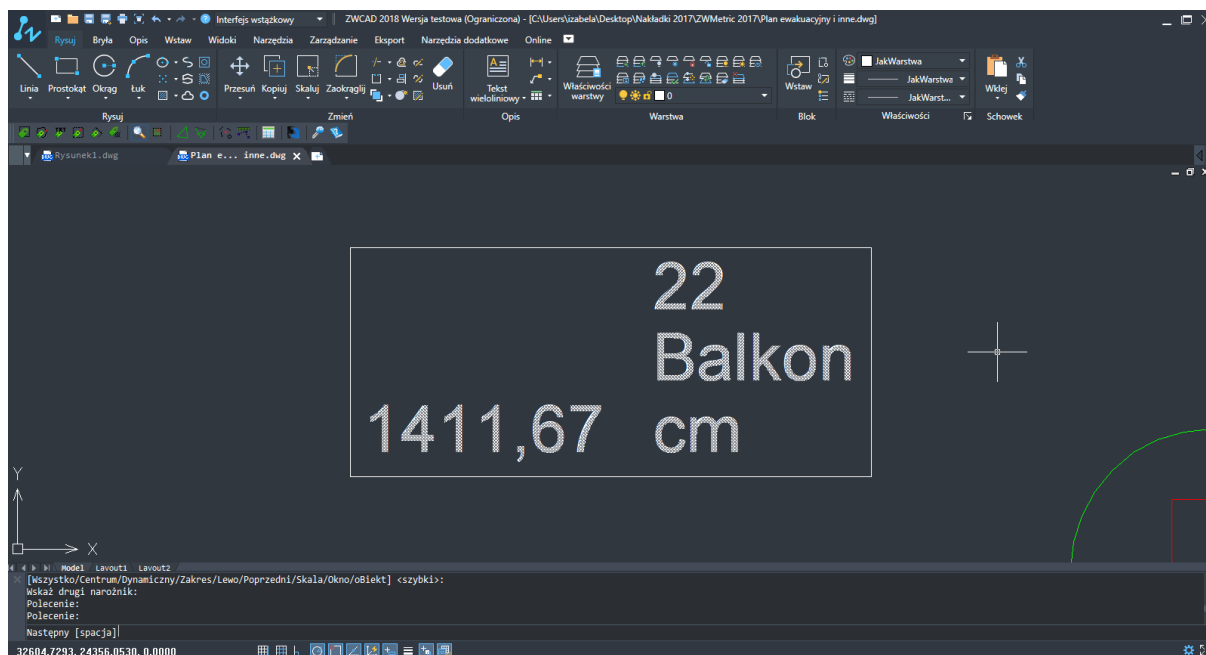 Interfejs wstążkowy
ZWCAD 2018 Wersja testowa (Ograniczona) - [C:\Users\izabela\Desktop\Nakładki 2017\ZWMetric 2017\Plan ewakuacyjny i inne.dwg]
Rysuj Bryła Opis Wstaw Widoki Narzędzia Zarządzanie Eksport Narzędzia dodatkowe Online
Linia Prostokąt Okrąg Łuk Przesuń Kopiuj Skaluj Zaokrąglij Usuń Tekst wieloliniowy Właściwości warstwy 0 Wstaw JakWarstwa JakWarstwa JakWarst... Wklej
Rysuj Zmień Opis Warstwa Blok Właściwości Schowek
Rysunek1.dwg Plan e... inne.dwg
22
Balkon
1411,67 cm
Y
X
Model Layout1 Layout2
[Wszystko/Centrum/Dynamiczny/Zakres/Lewo/Poprzedni/Skala/Okno/oBiekt] <szybki>:
Wskaż drugi narożnik:
Polecenie:
Polecenie:
Następny [spacja]
32604.7293, 24356.0530, 0.0000